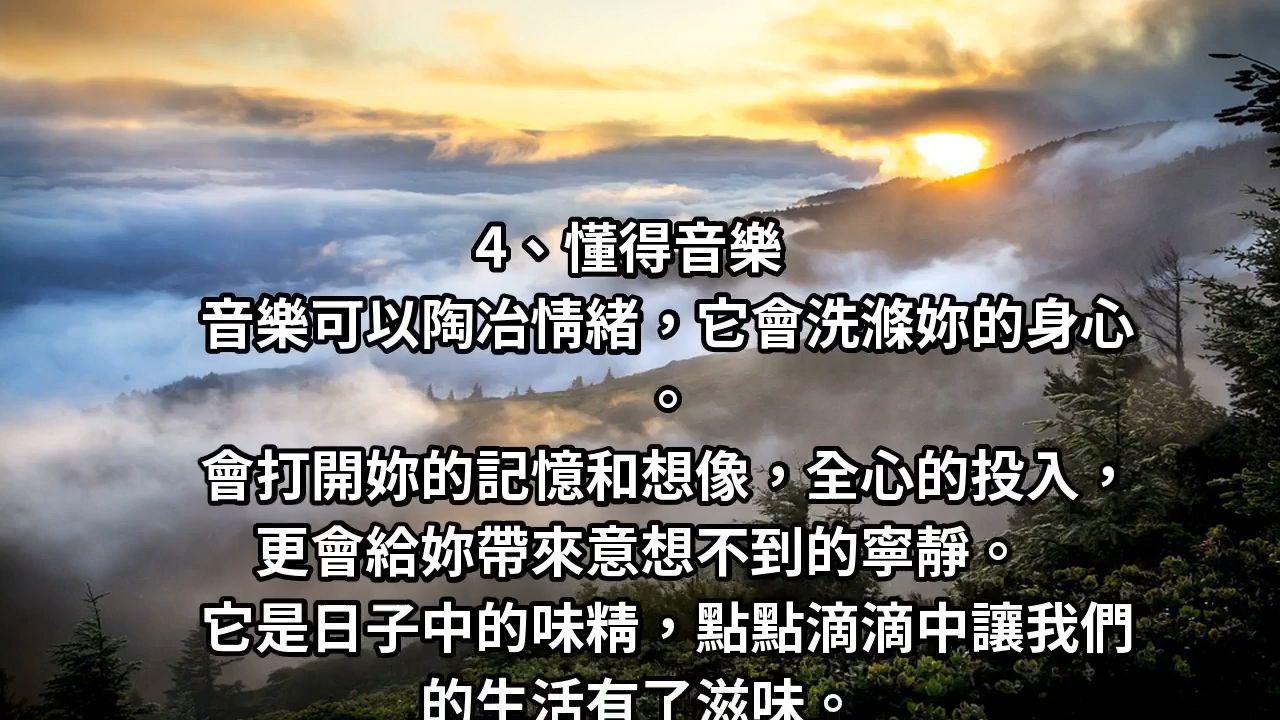 4、懂得音樂
音樂可以陶冶情緒，它會洗滌妳的身心
。
會打開妳的記憶和想像，全心的投入，
更會給妳帶來意想不到的寧靜。
它是日子中的味精，點點滴滴中讓我們
的生活有了滋味。